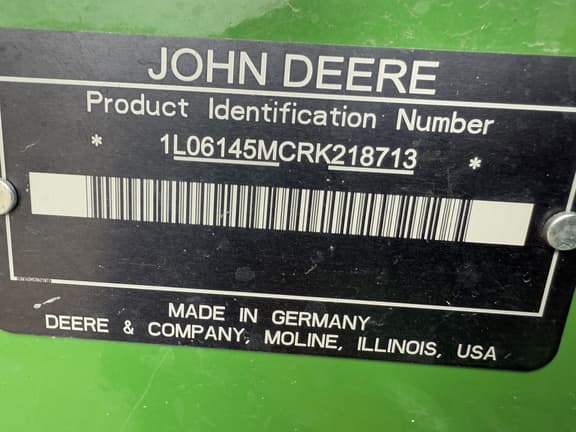 JOHN DEERE
Product Identification Number
* 1L06145MCRK218713 *
MADE IN GERMANY
DEERE & COMPANY, MOLINE, ILLINOIS, USA